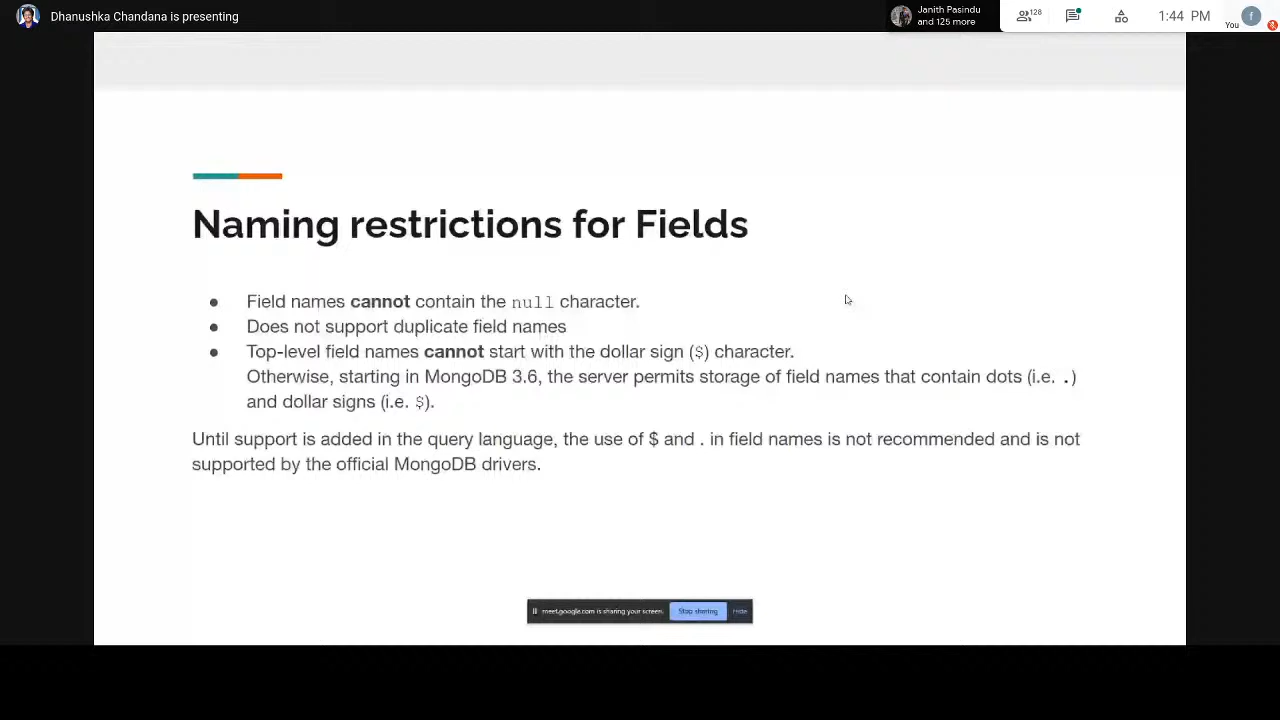 Dhanushka Chandana is presenting
Janith Pasindu
and 125 more
128
1:44 PM
f
You
Naming restrictions for Fields
● Field names cannot contain the null character.
● Does not support duplicate field names
● Top-level field names cannot start with the dollar sign ($) character.
Otherwise, starting in MongoDB 3.6, the server permits storage of field names that contain dots (i.e. .)
and dollar signs (i.e. $).
Until support is added in the query language, the use of $ and . in field names is not recommended and is not
supported by the official MongoDB drivers.
meet.google.com is sharing your screen. Stop sharing Hide